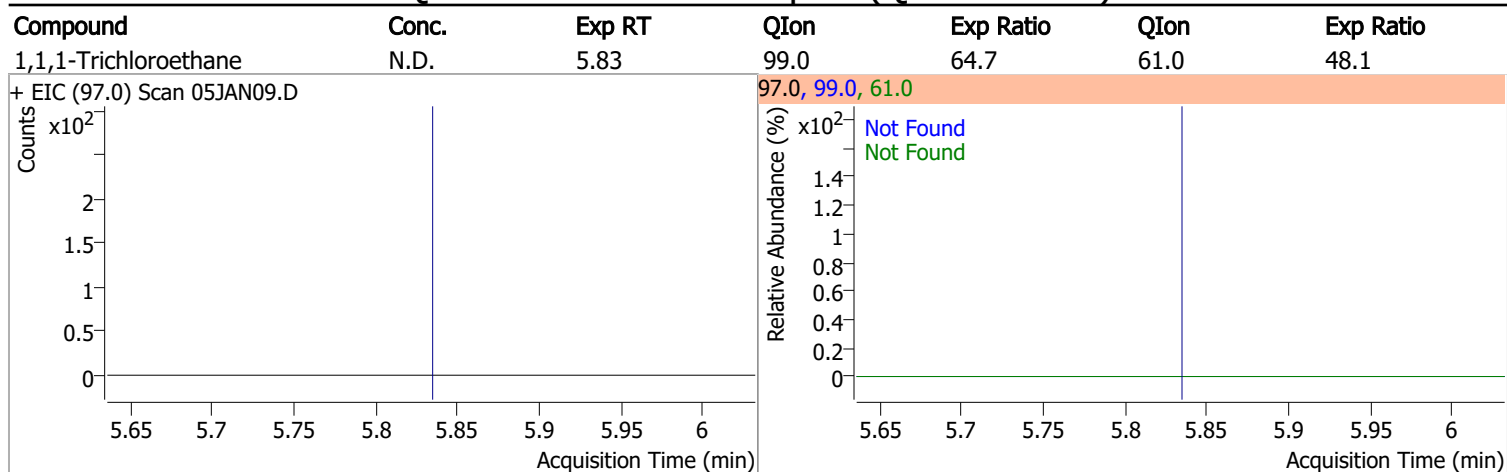 Compound Conc. Exp RT QIon Exp Ratio QIon Exp Ratio
1,1,1-Trichloroethane N.D. 5.83 99.0 64.7 61.0 48.1
+ EIC (97.0) Scan 05JAN09.D
Counts
x10²
2
1.5
1
0.5
0
5.65 5.7 5.75 5.8 5.85 5.9 5.95 6
Acquisition Time (min)
97.0, 99.0, 61.0
Relative Abundance (%)
x10²
Not Found
Not Found
1.4
1.2
1
0.8
0.6
0.4
0.2
0
5.65 5.7 5.75 5.8 5.85 5.9 5.95 6
Acquisition Time (min)